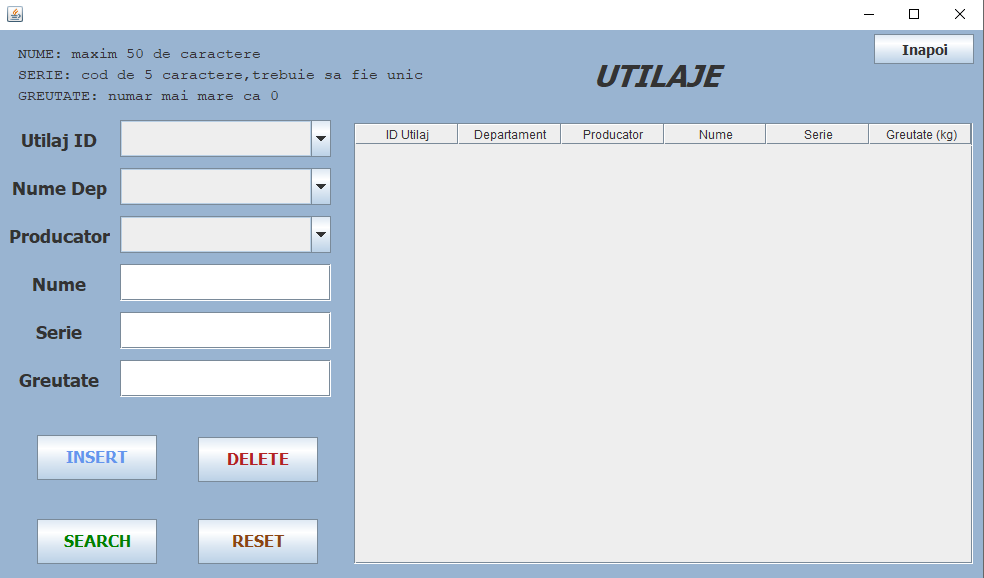 NUME: maxim 50 de caractere
SERIE: cod de 5 caractere,trebuie sa fie unic
GREUTATE: numar mai mare ca 0
UTILAJE
Inapoi
Utilaj ID
Nume Dep
Producator
Nume
Serie
Greutate
ID Utilaj Departament Producator Nume Serie Greutate (kg)
INSERT DELETE
SEARCH RESET